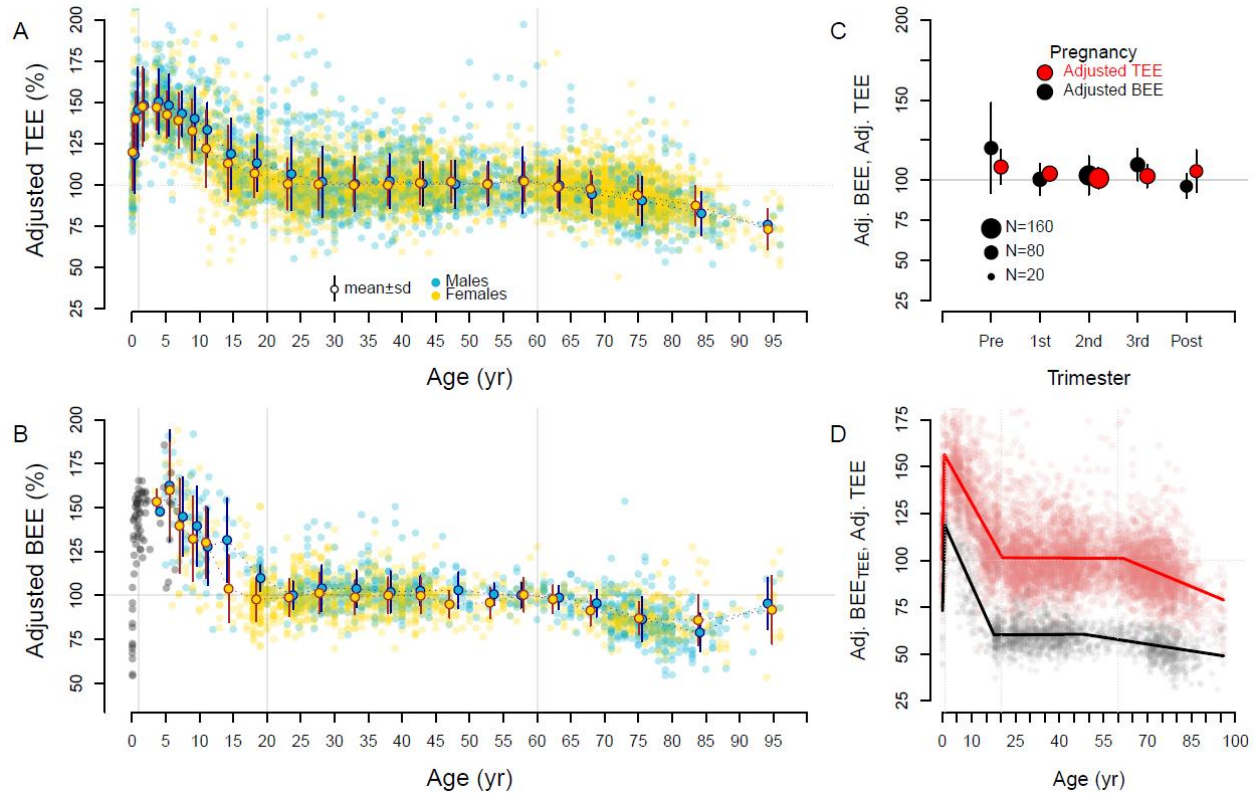 A
Adjusted TEE (%)
200
175
150
125
100
75
50
25
mean±sd
Males
Females
0 5 10 15 20 25 30 35 40 45 50 55 60 65 70 75 80 85 90 95
Age (yr)
C
Adj. BEE, Adj. TEE
200
150
100
75
50
25
Pregnancy
Adjusted TEE
Adjusted BEE
N=160
N=80
N=20
Pre 1st 2nd 3rd Post
Trimester
B
Adjusted BEE (%)
200
175
150
125
100
75
50
0 5 10 15 20 25 30 35 40 45 50 55 60 65 70 75 80 85 90 95
Age (yr)
D
Adj. BEE_TEE, Adj. TEE
175
150
125
100
75
50
25
0 10 25 40 55 70 85 100
Age (yr)